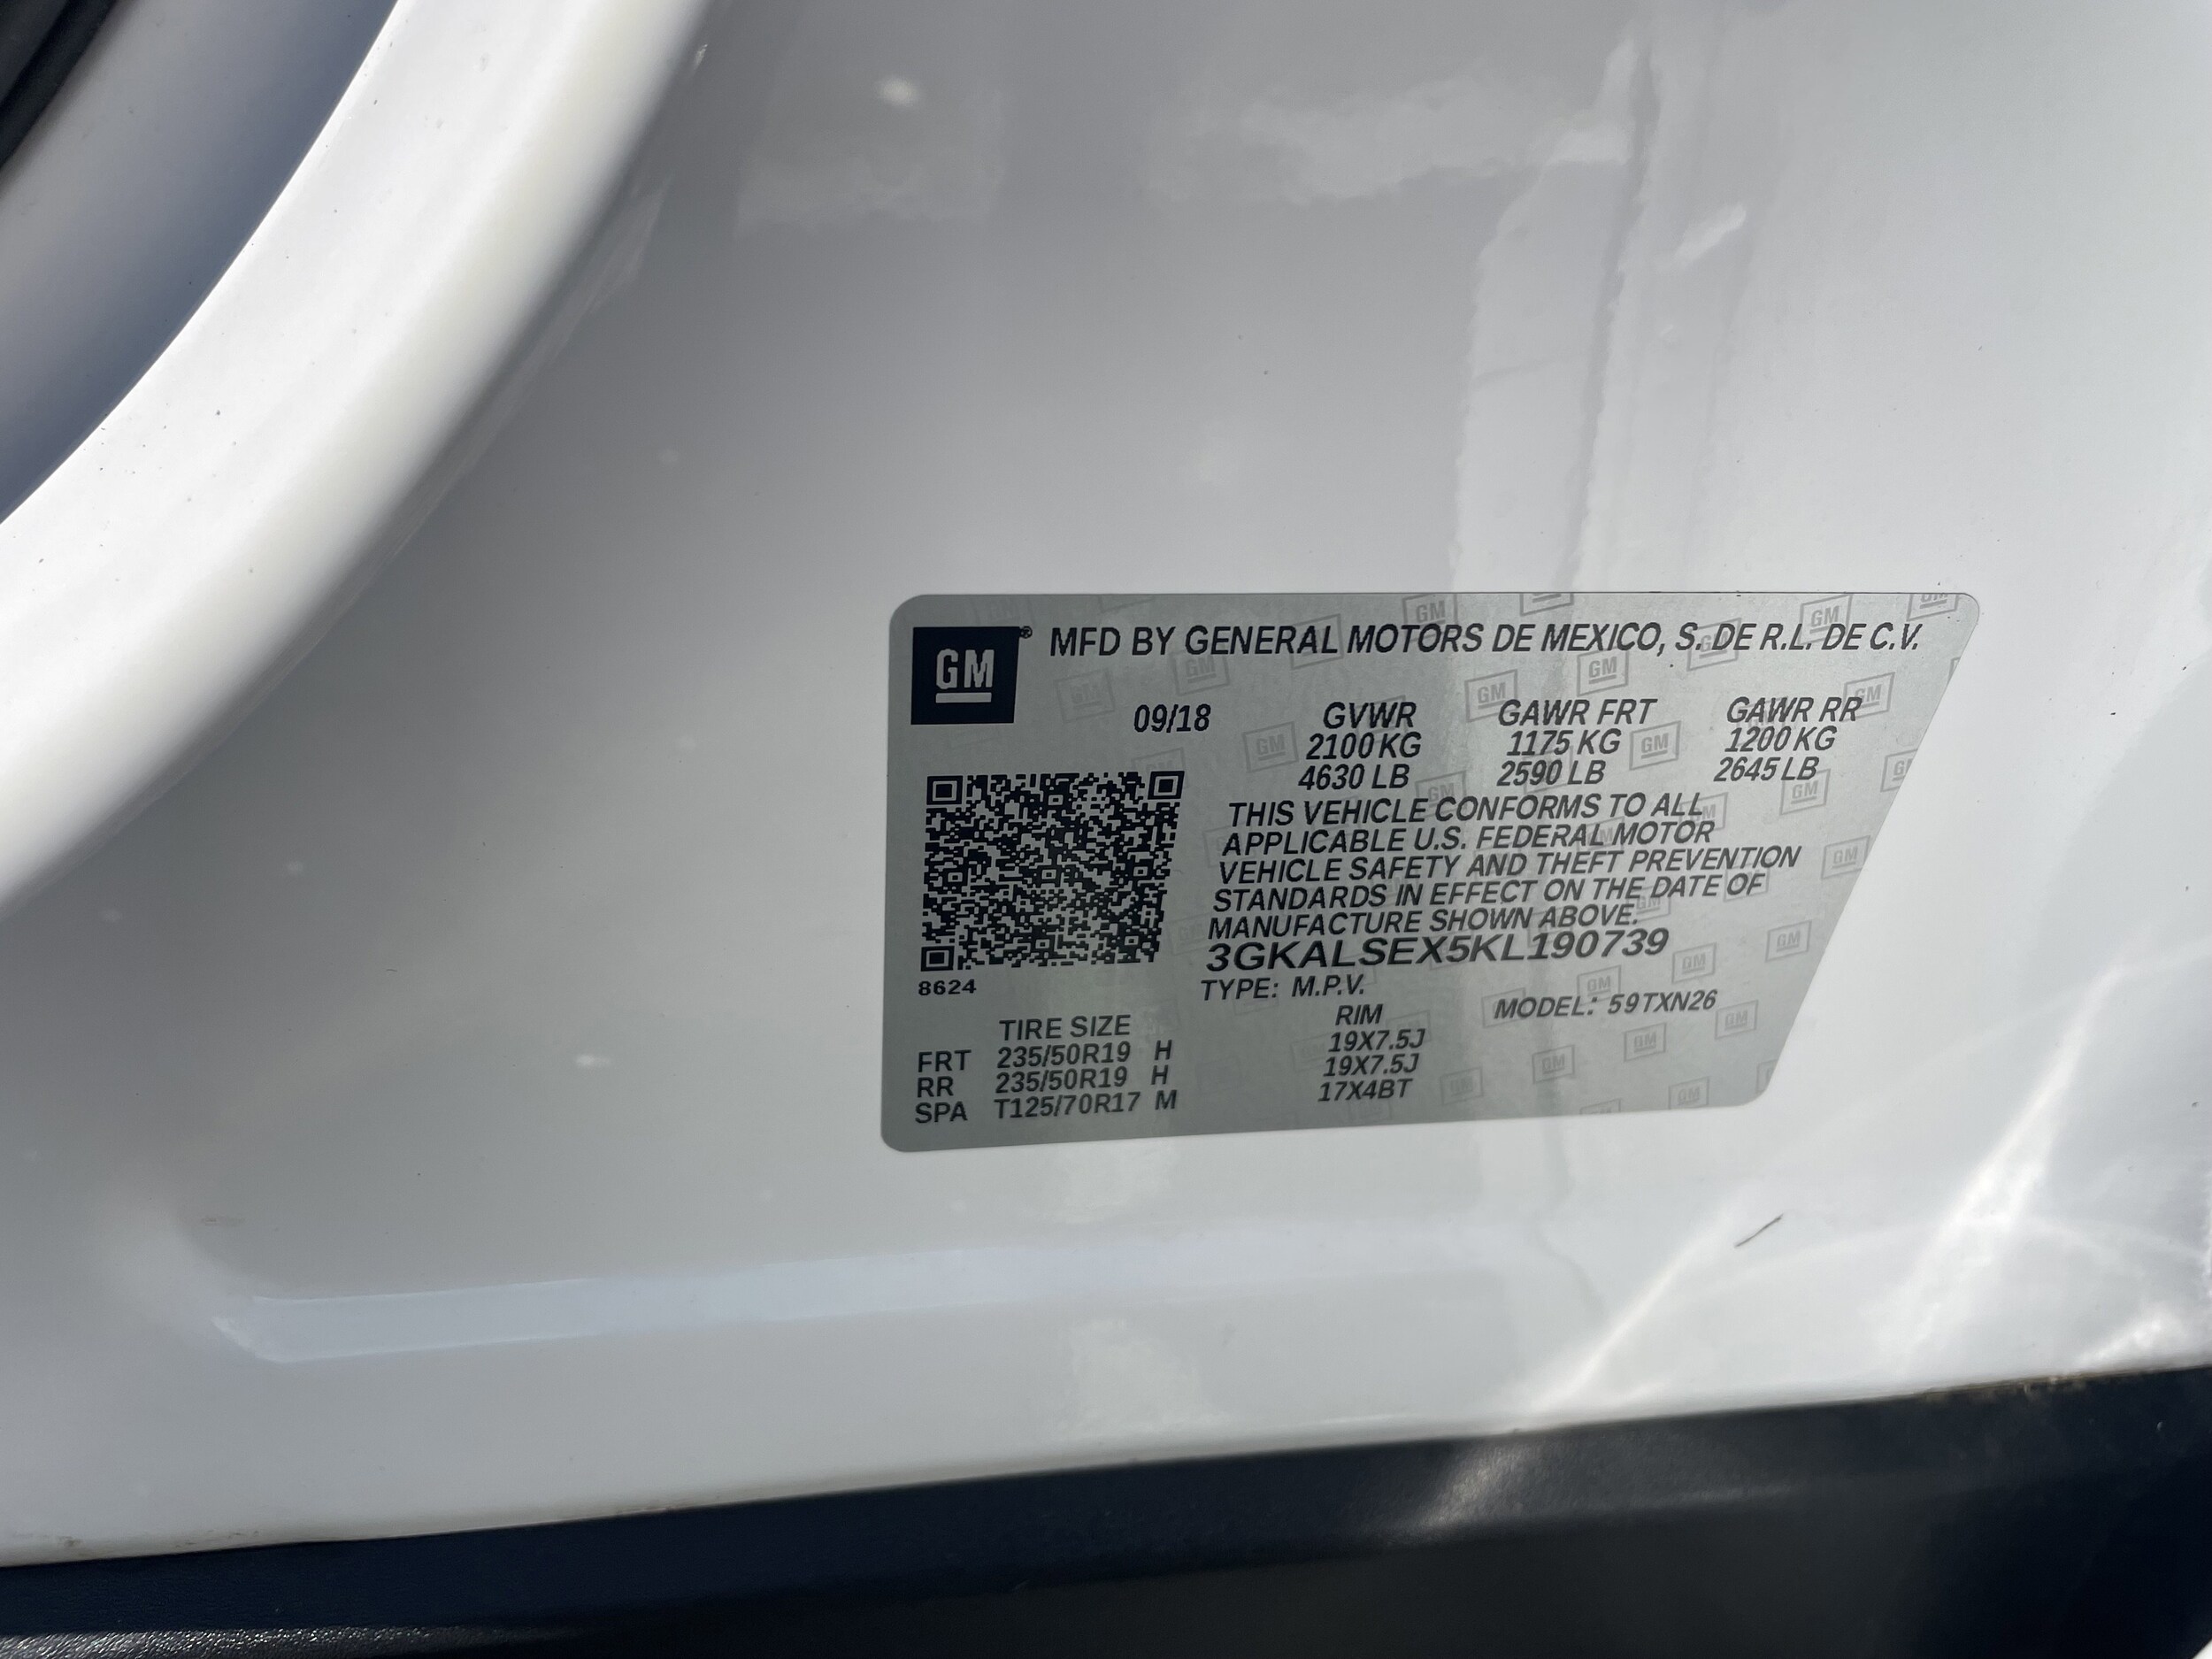 GM ® MFD BY GENERAL MOTORS DE MEXICO, S. DE R.L. DE C.V.
09/18 GVWR GAWR FRT GAWR RR
2100 KG 1175 KG 1200 KG
4630 LB 2590 LB 2645 LB
THIS VEHICLE CONFORMS TO ALL
APPLICABLE U.S. FEDERAL MOTOR
VEHICLE SAFETY AND THEFT PREVENTION
STANDARDS IN EFFECT ON THE DATE OF
MANUFACTURE SHOWN ABOVE.
3GKALSEX5KL190739
8624 TYPE: M.P.V. MODEL: 59TXN26
TIRE SIZE RIM
FRT 235/50R19 H 19X7.5J
RR 235/50R19 H 19X7.5J
SPA T125/70R17 M 17X4BT